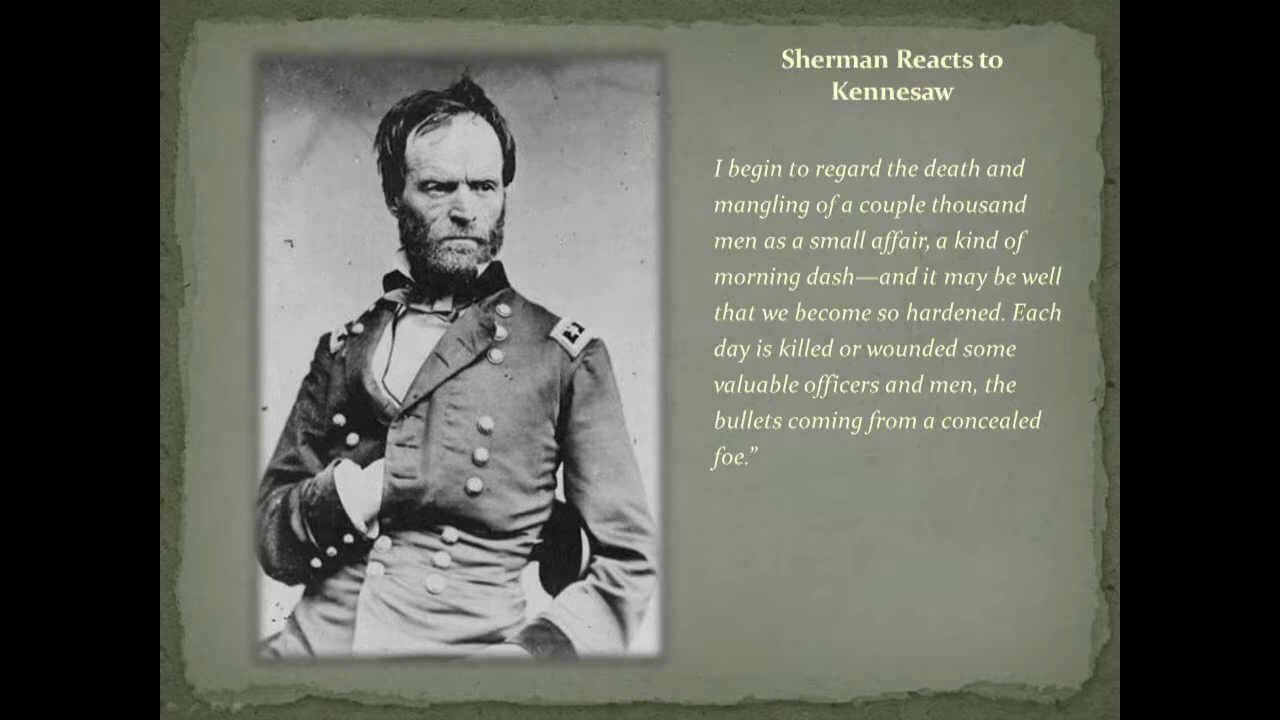 Sherman Reacts to
Kennesaw
I begin to regard the death and
mangling of a couple thousand
men as a small affair, a kind of
morning dash—and it may be well
that we become so hardened. Each
day is killed or wounded some
valuable officers and men, the
bullets coming from a concealed
foe.”